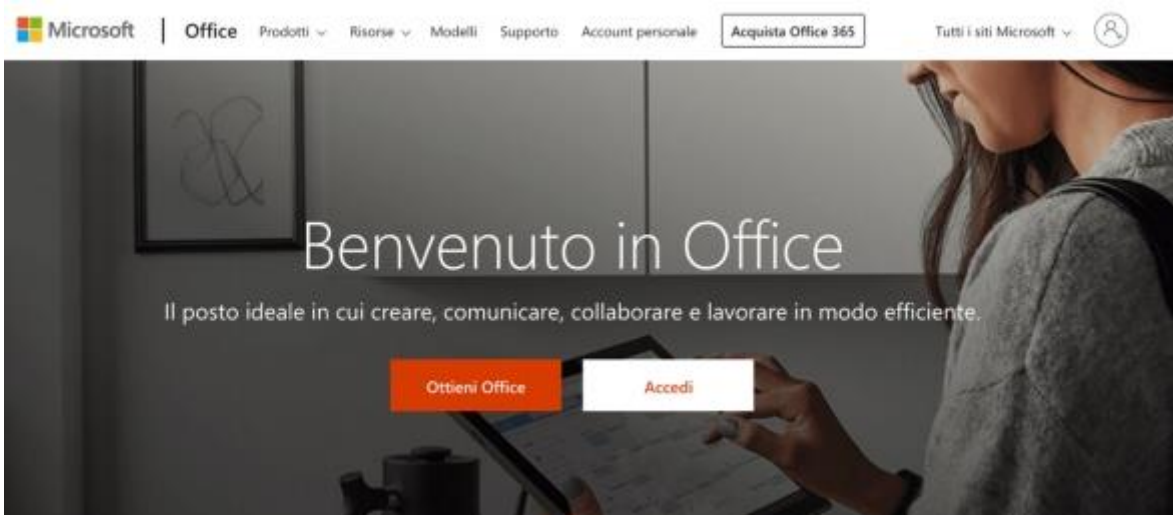 Microsoft Office Prodotti Risorse Modelli Supporto Account personale Acquista Office 365 Tutti i siti Microsoft
Benvenuto in Office
Il posto ideale in cui creare, comunicare, collaborare e lavorare in modo efficiente.
Ottieni Office Accedi